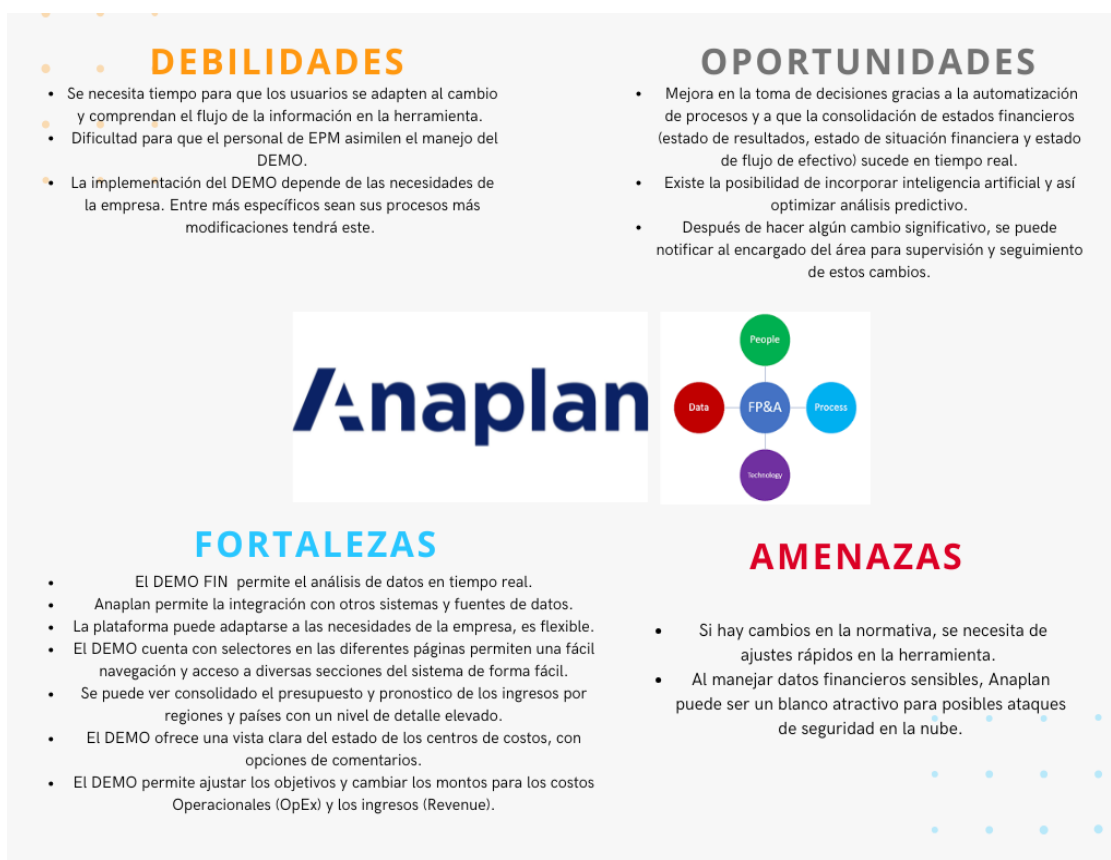 DEBILIDADES
• Se necesita tiempo para que los usuarios se adapten al cambio
y comprendan el flujo de la información en la herramienta.
• Dificultad para que el personal de EPM asimilen el manejo del
DEMO.
• La implementación del DEMO depende de las necesidades de
la empresa. Entre más específicos sean sus procesos más
modificaciones tendrá este.
OPORTUNIDADES
• Mejora en la toma de decisiones gracias a la automatización
de procesos y a que la consolidación de estados financieros
(estado de resultados, estado de situación financiera y estado
de flujo de efectivo) sucede en tiempo real.
• Existe la posibilidad de incorporar inteligencia artificial y así
optimizar análisis predictivo.
• Después de hacer algún cambio significativo, se puede
notificar al encargado del área para supervisión y seguimiento
de estos cambios.
Anaplan
People
Data
FP&A
Process
Technology
FORTALEZAS
• El DEMO FIN permite el análisis de datos en tiempo real.
• Anaplan permite la integración con otros sistemas y fuentes de datos.
• La plataforma puede adaptarse a las necesidades de la empresa, es flexible.
• El DEMO cuenta con selectores en las diferentes páginas permiten una fácil
navegación y acceso a diversas secciones del sistema de forma fácil.
• Se puede ver consolidado el presupuesto y pronostico de los ingresos por
regiones y países con un nivel de detalle elevado.
• El DEMO ofrece una vista clara del estado de los centros de costos, con
opciones de comentarios.
• El DEMO permite ajustar los objetivos y cambiar los montos para los costos
Operacionales (OpEx) y los ingresos (Revenue).
AMENAZAS
• Si hay cambios en la normativa, se necesita de
ajustes rápidos en la herramienta.
• Al manejar datos financieros sensibles, Anaplan
puede ser un blanco atractivo para posibles ataques
de seguridad en la nube.